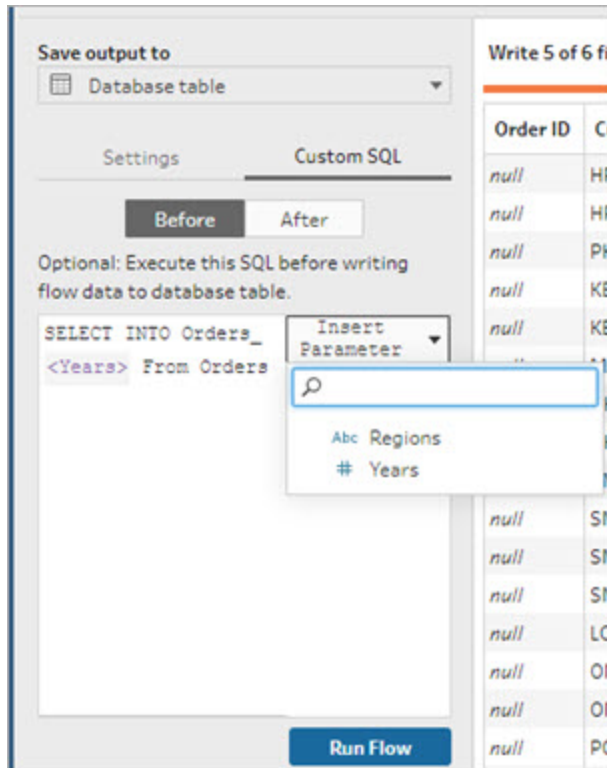 Save output to
Database table
Settings
Custom SQL
Before
After
Optional: Execute this SQL before writing
flow data to database table.
SELECT INTO Orders_
<Years> From Orders
Insert
Parameter
Abc Regions
# Years
Run Flow
Write 5 of 6 fi
Order ID
null
null
null
null
null
null
null
null
null
null
null
null